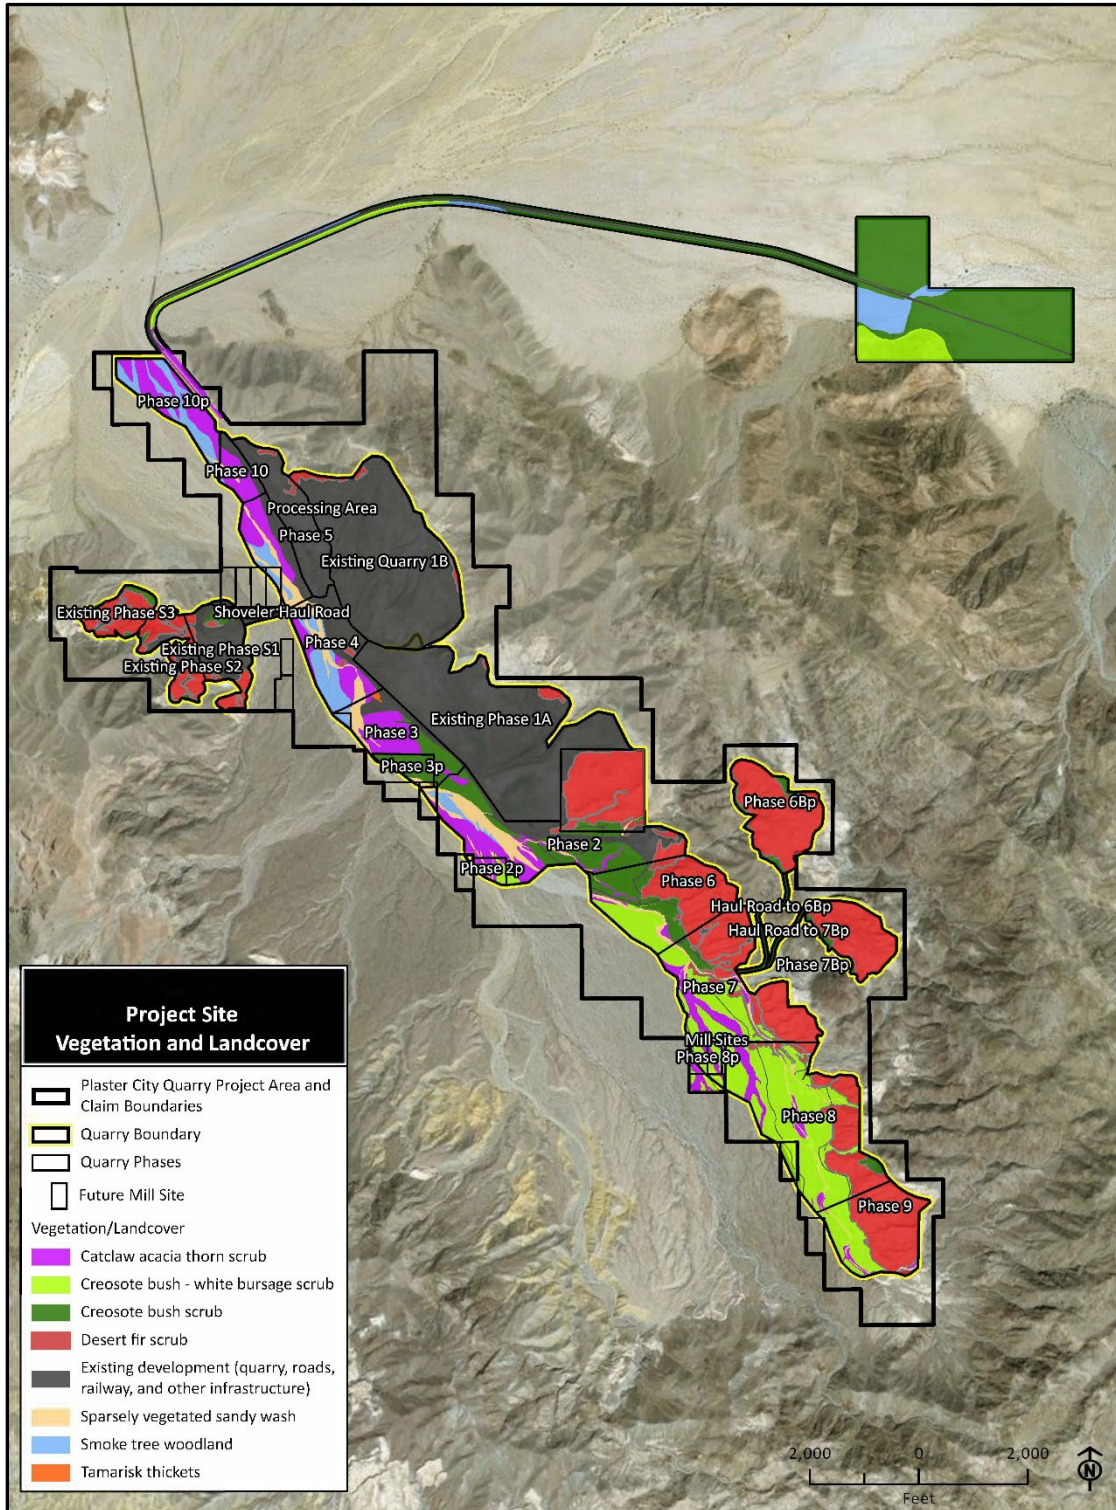 Phase 10p
Phase 10
Processing Area
Phase 5
Existing Quarry 1B
Existing Phase S3
Shoveler Haul Road
Existing Phase S1
Existing Phase S2
Phase 4
Existing Phase 1A
Phase 3
Phase 3p
Phase 6Bp
Phase 2
Phase 2p
Phase 6
Haul Road to 6Bp
Haul Road to 7Bp
Phase 7Bp
Phase 7
Mill Sites
Phase 8p
Phase 8
Phase 9
Project Site
Vegetation and Landcover
Plaster City Quarry Project Area and
Claim Boundaries
Quarry Boundary
Quarry Phases
Future Mill Site
Vegetation/Landcover
Catclaw acacia thorn scrub
Creosote bush - white bursage scrub
Creosote bush scrub
Desert fir scrub
Existing development (quarry, roads,
railway, and other infrastructure)
Sparsely vegetated sandy wash
Smoke tree woodland
Tamarisk thickets
2,000 0 2,000
Feet
N